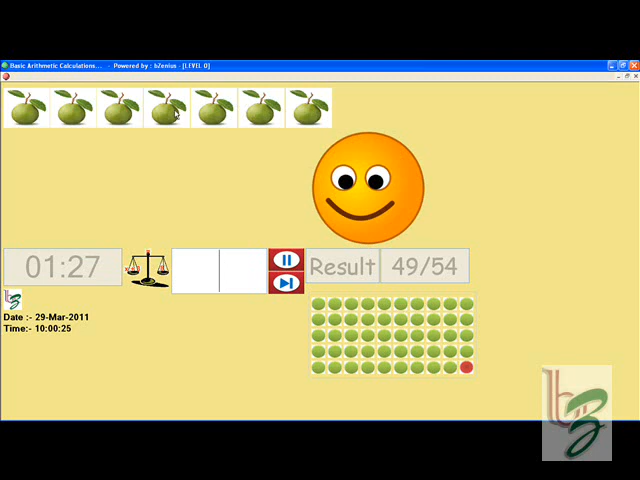 Basic Arithmetic Calculations... - Powered by : bZenius - [LEVEL 0]
01:27
Result 49/54
Date :- 29-Mar-2011
Time:- 10:00:25